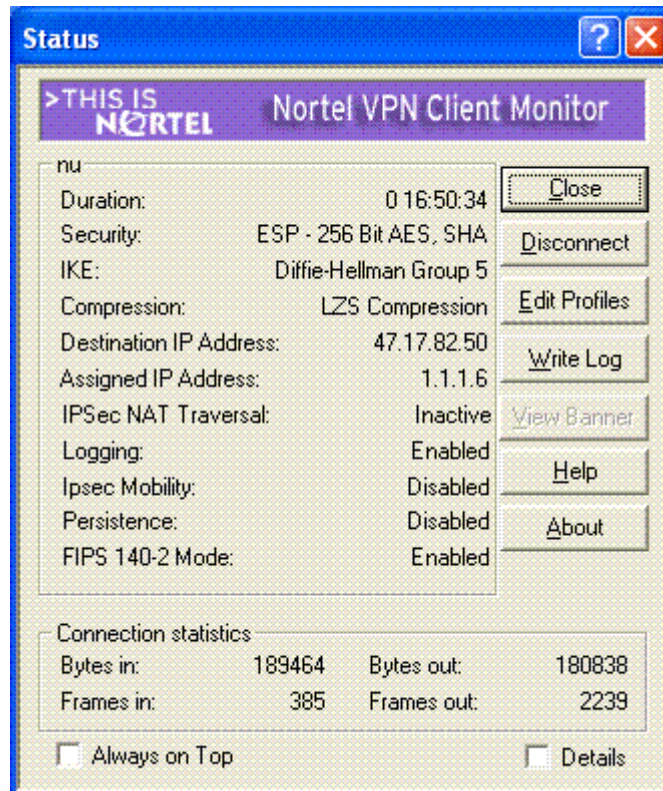 Status
>THIS IS
NORTEL
Nortel VPN Client Monitor
nu
Duration: 0 16:50:34
Security: ESP - 256 Bit AES, SHA
IKE: Diffie-Hellman Group 5
Compression: LZS Compression
Destination IP Address: 47.17.82.50
Assigned IP Address: 1.1.1.6
IPSec NAT Traversal: Inactive
Logging: Enabled
Ipsec Mobility: Disabled
Persistence: Disabled
FIPS 140-2 Mode: Enabled
Close
Disconnect
Edit Profiles
Write Log
View Banner
Help
About
Connection statistics
Bytes in: 189464 Bytes out: 180838
Frames in: 385 Frames out: 2239
Always on Top Details